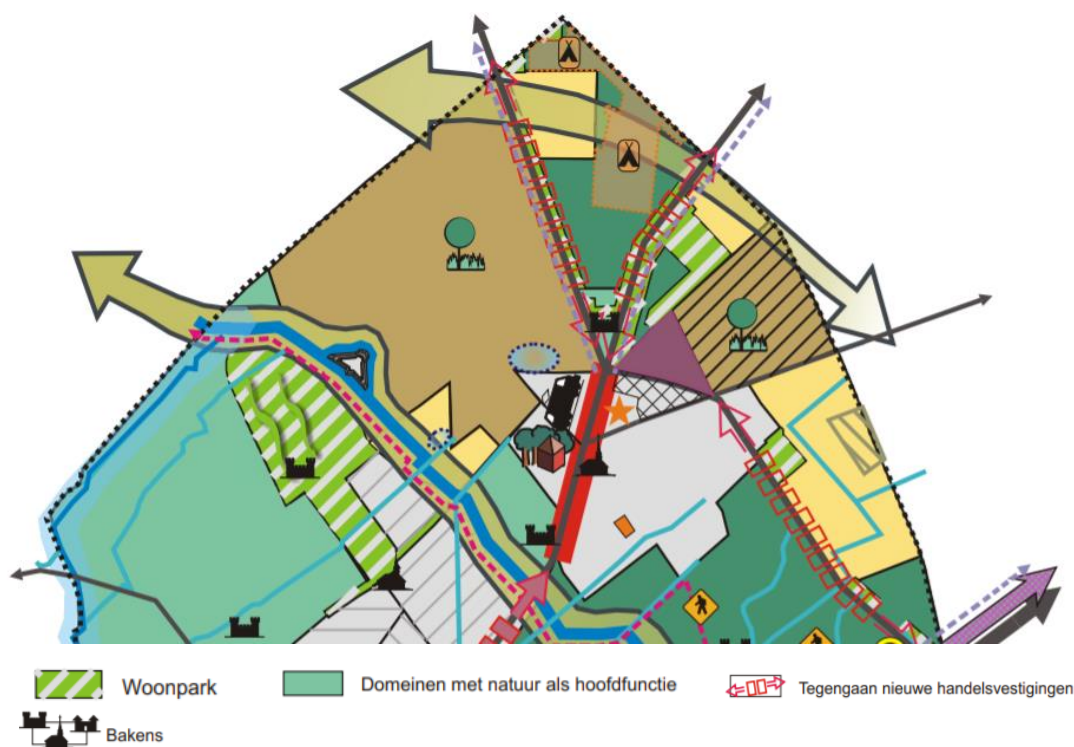 Woonpark
Domeinen met natuur als hoofdfunctie
Tegengaan nieuwe handelsvestigingen
Bakens